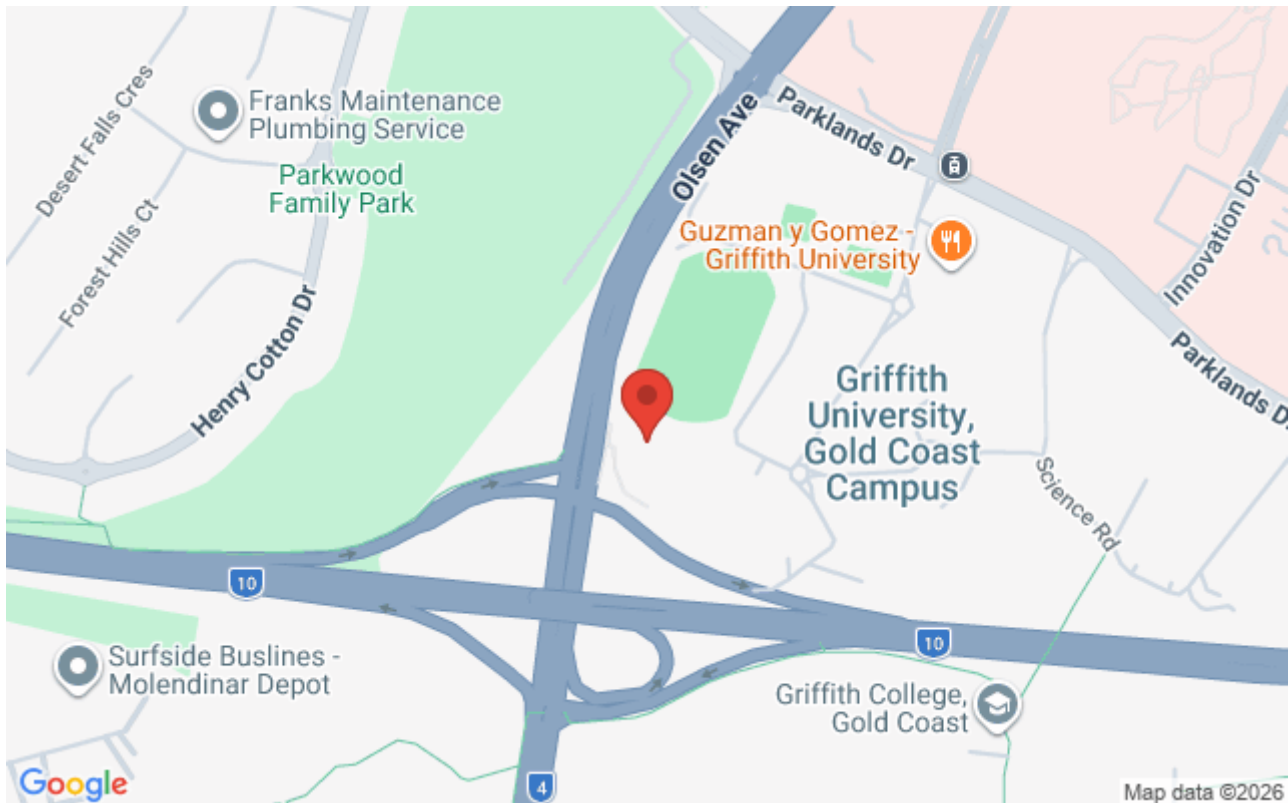 Desert Falls Cres
Franks Maintenance
Plumbing Service
Parkwood
Family Park
Forest Hills Ct
Henry Cotton Dr
Olsen Ave
Parklands Dr
Guzman y Gomez -
Griffith University
Innovation Dr
Parklands Dr
Griffith
University,
Gold Coast
Campus
Science Rd
10
10
Surfside Buslines -
Molendinar Depot
Griffith College,
Gold Coast
4
Google
Map data ©2026